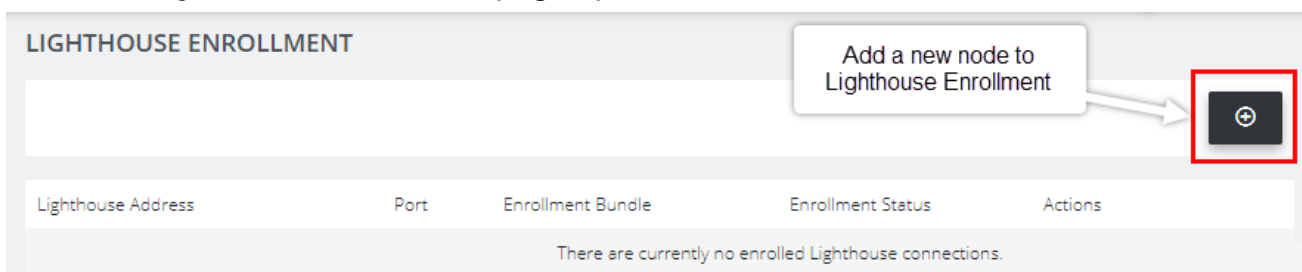 LIGHTHOUSE ENROLLMENT
Add a new node to
Lighthouse Enrollment
Lighthouse Address Port Enrollment Bundle Enrollment Status Actions
There are currently no enrolled Lighthouse connections.